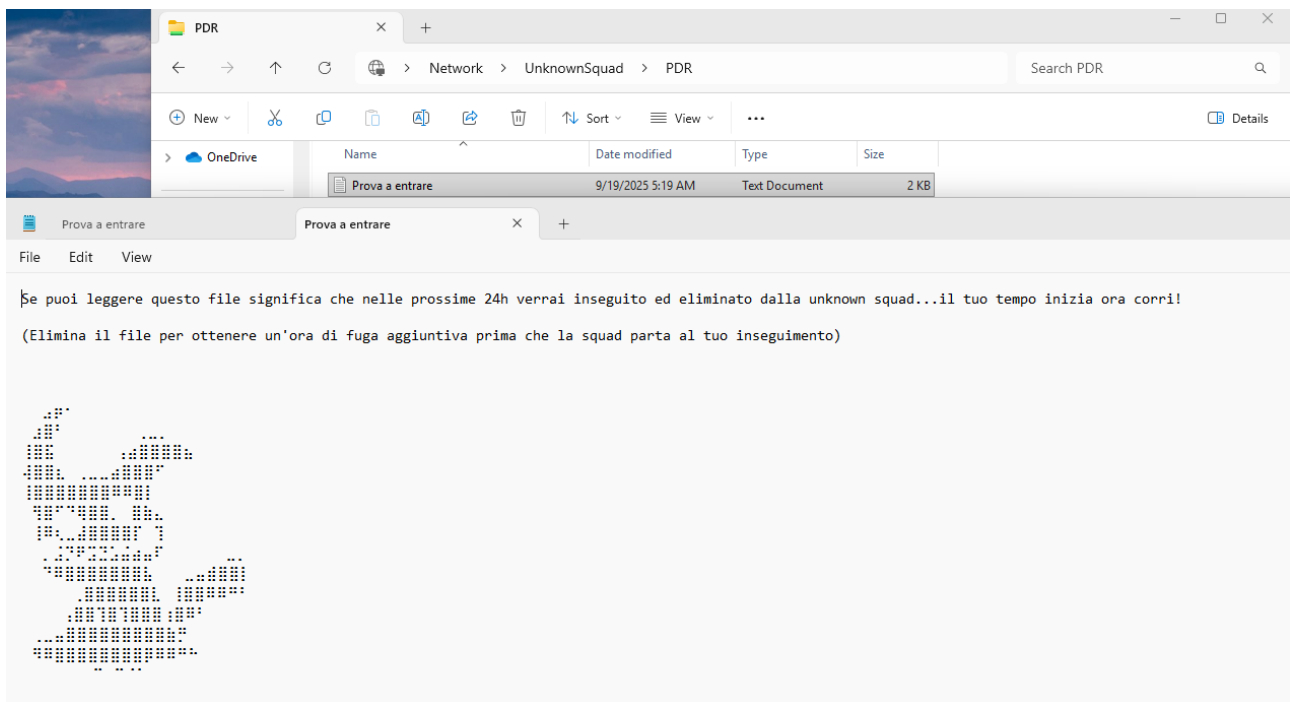 PDR
Network > UnknownSquad > PDR
Search PDR
New
Sort
View
Details
OneDrive
Name
Date modified
Type
Size
Prova a entrare
9/19/2025 5:19 AM
Text Document
2 KB
Prova a entrare
Prova a entrare
File
Edit
View
Se puoi leggere questo file significa che nelle prossime 24h verrai inseguito ed eliminato dalla unknown squad...il tuo tempo inizia ora corri!
(Elimina il file per ottenere un'ora di fuga aggiuntiva prima che la squad parta al tuo inseguimento)